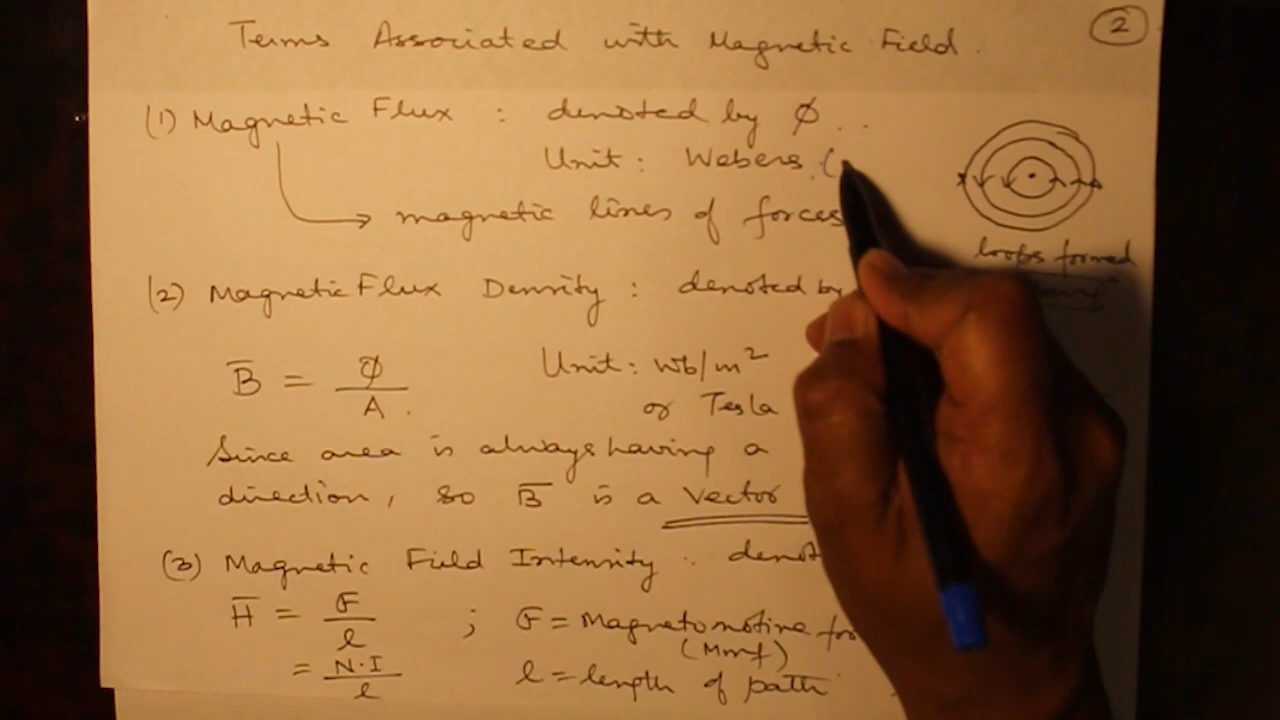 2
Terms Associated with Magnetic Field.
(1) Magnetic Flux : denoted by ϕ ..
Unit : Webers. (
magnetic lines of forces
loops formed
(2) Magnetic Flux Density : denoted by
B̅ = ϕ / A .
Unit : Wb/m²
or Tesla
Since area is always having a
direction, so B̅ is a Vector
(3) Magnetic Field Intensity : denot
H̅ = F / l ; F = Magnetomotive for
(Mmf)
= N·I / l
l = length of path